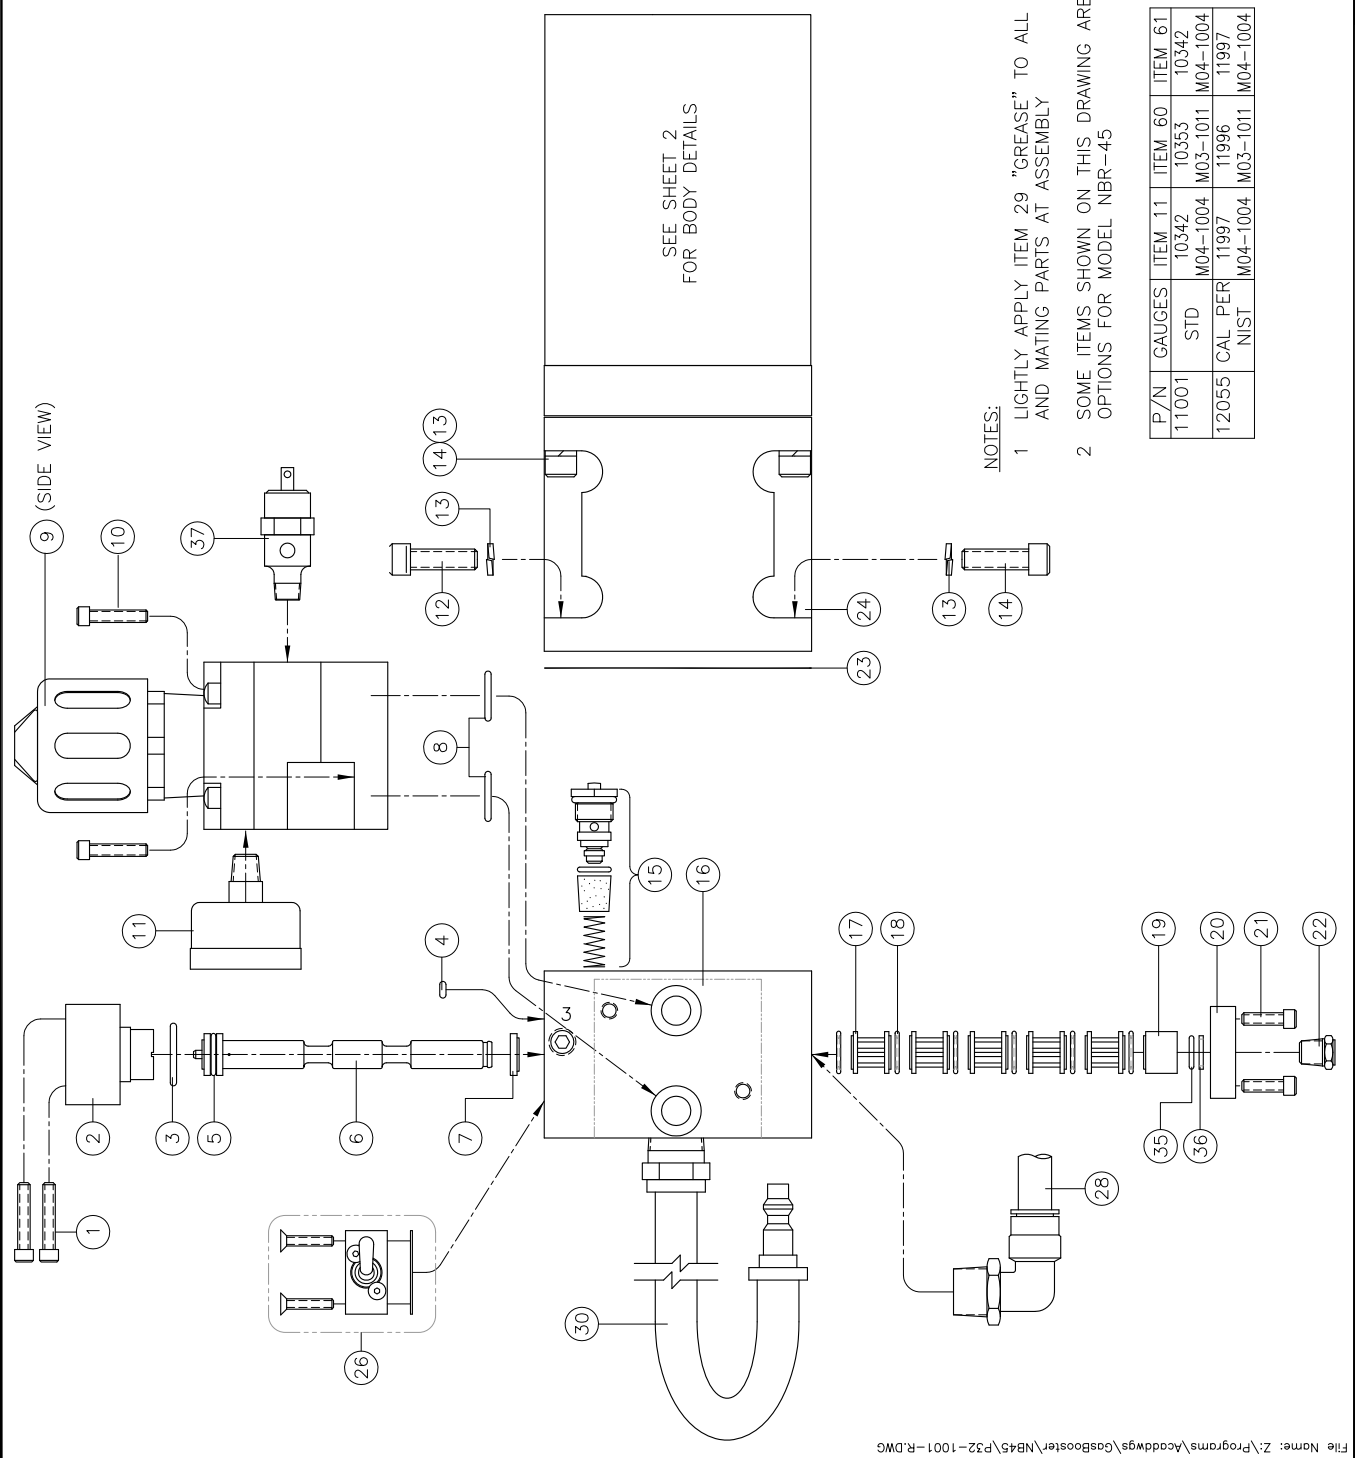 9 (SIDE VIEW)
10
37
11
1
2
3
5
6
7
4
8
26
30
12
13
14 13
SEE SHEET 2
FOR BODY DETAILS
24
23
13
14
15
16
3
17
18
19
20
21
22
35
36
28
NOTES:
1 LIGHTLY APPLY ITEM 29 "GREASE" TO ALL
AND MATING PARTS AT ASSEMBLY
2 SOME ITEMS SHOWN ON THIS DRAWING ARE
OPTIONS FOR MODEL NBR-45
P/N GAUGES ITEM 11 ITEM 60 ITEM 61
11001 STD 10342 10353 10342
M04-1004 M03-1011 M04-1004
12055 CAL PER 11997 11996 11997
NIST M04-1004 M03-1011 M04-1004
File Name: Z:\Programs\Acaddwgs\GasBooster\NB45\P32-1001-R.DWG